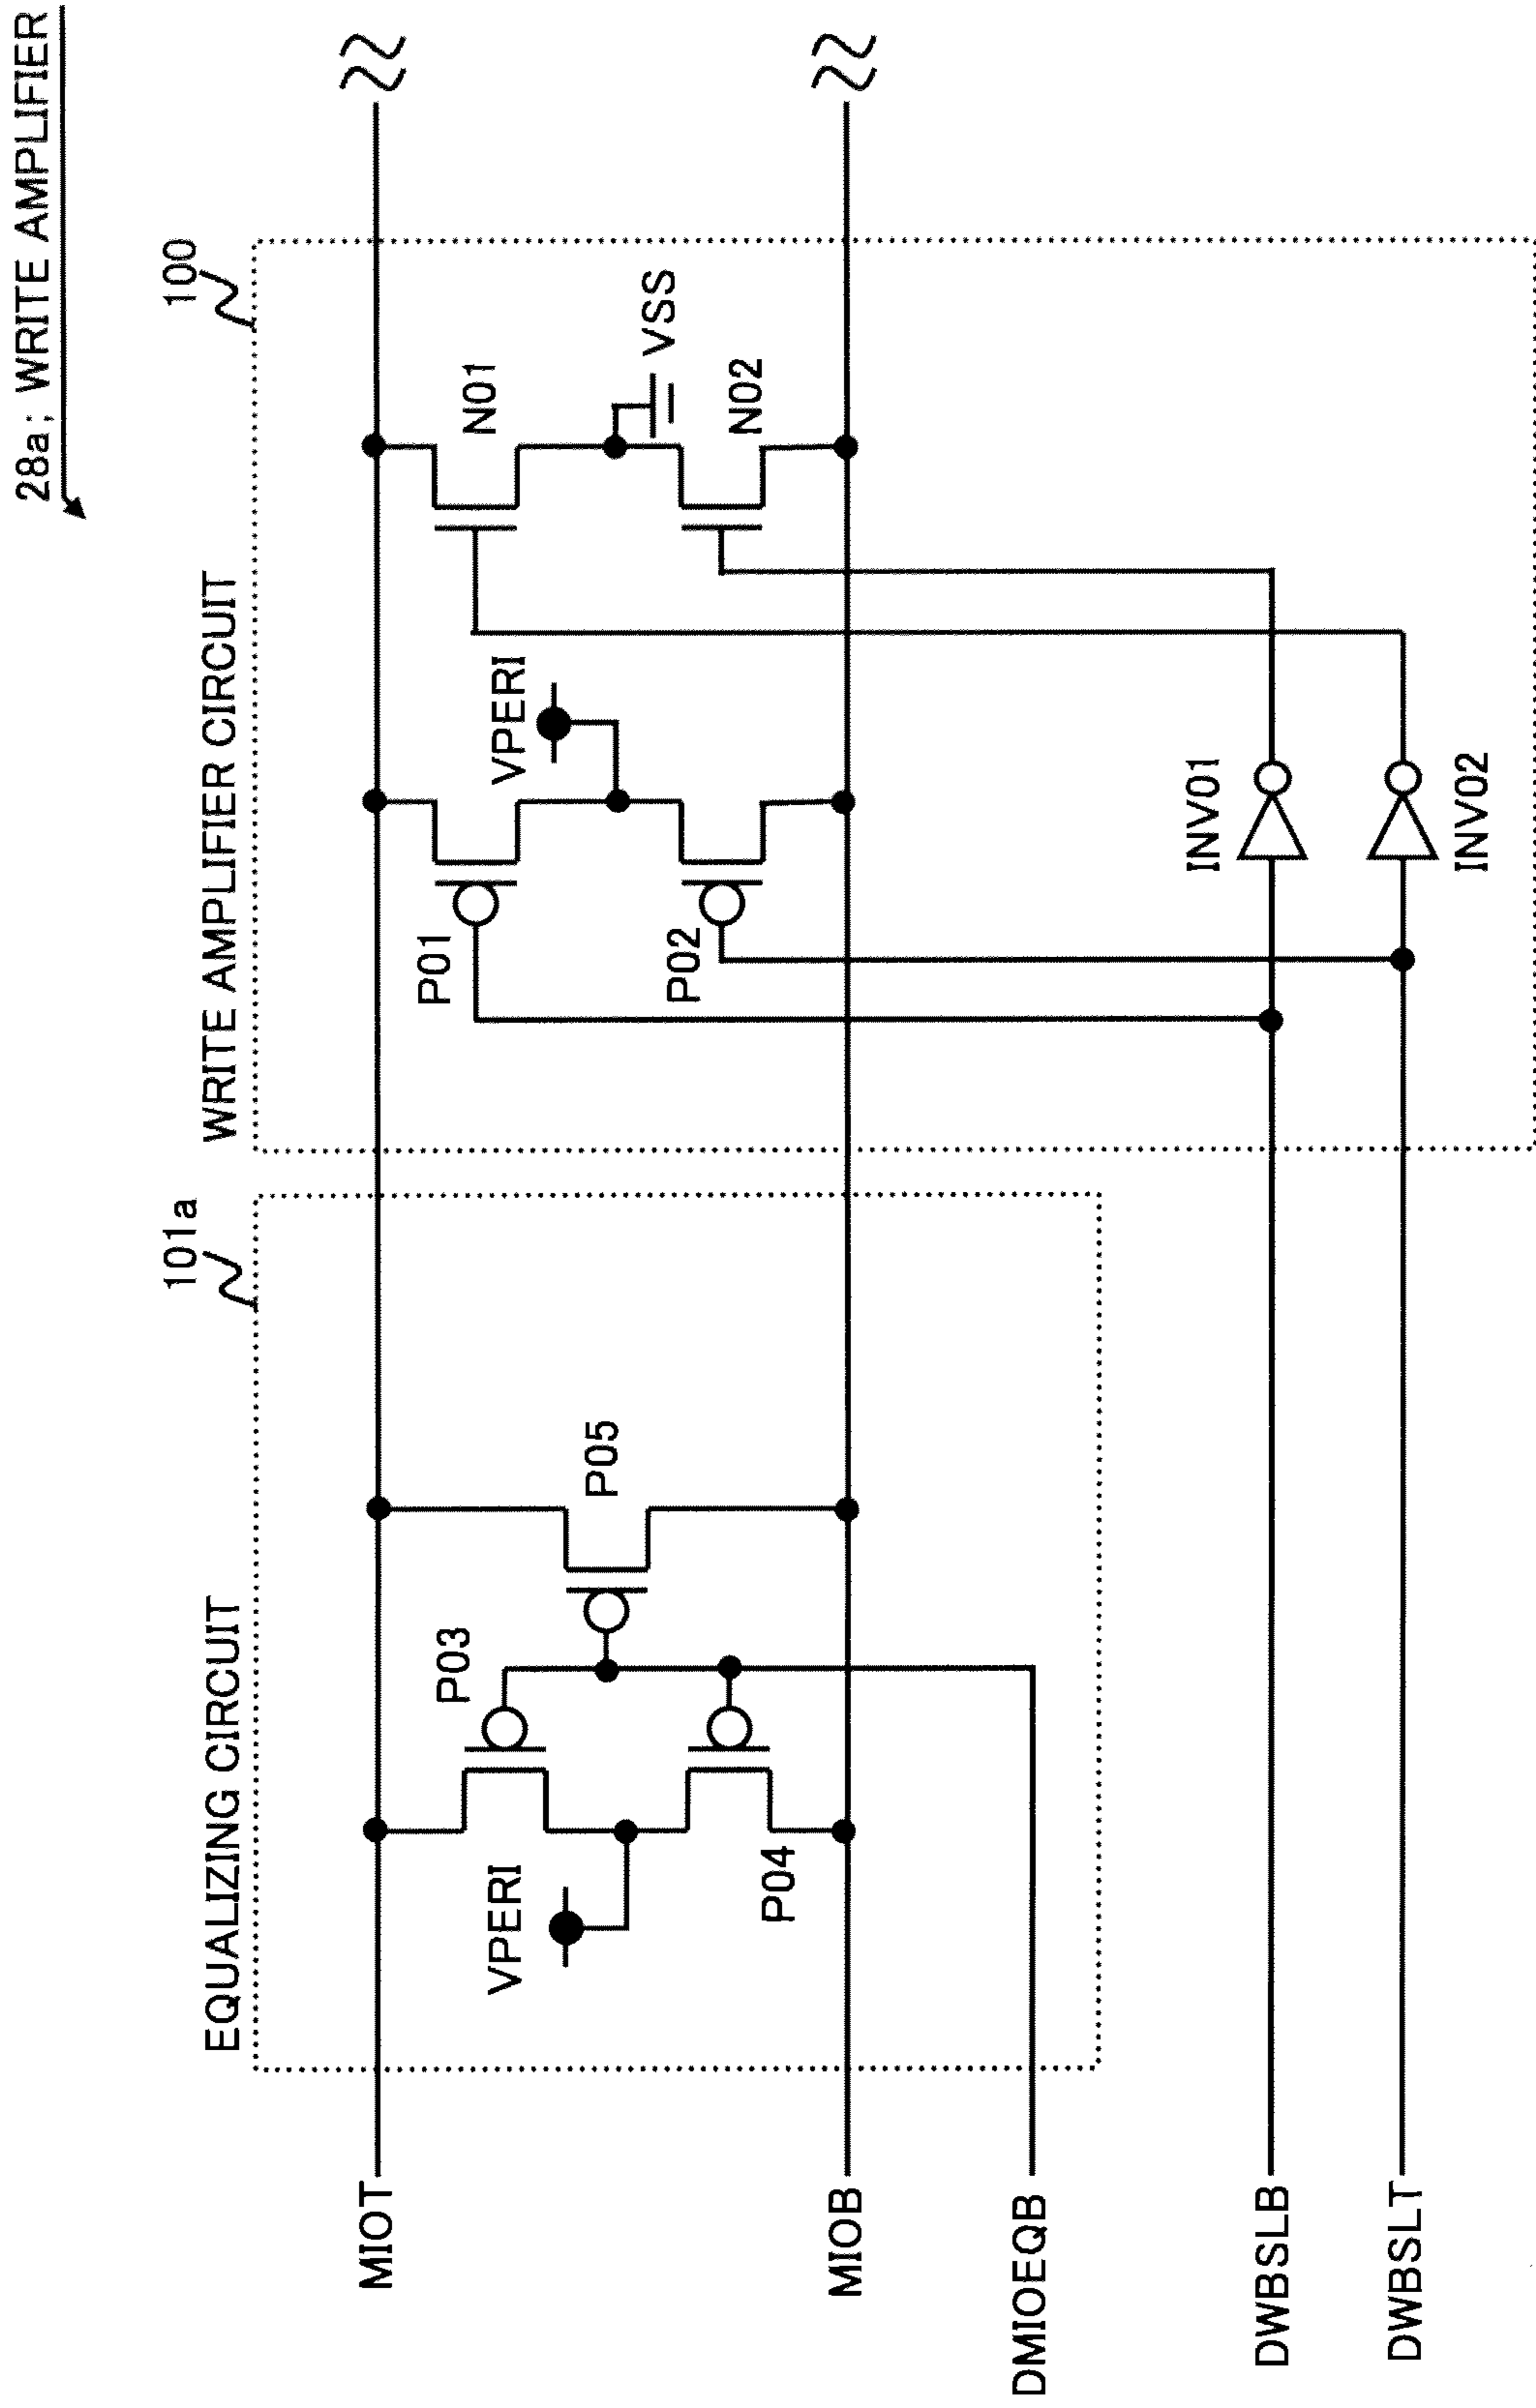 28a; WRITE AMPLIFIER
EQUALIZING CIRCUIT
101a
WRITE AMPLIFIER CIRCUIT
100
MIOT
VPERI
P03
P04
P05
P01
P02
VPERI
N01
VSS
N02
MIOB
DMIOEQB
DWBSLB
INV01
DWBSLT
INV02